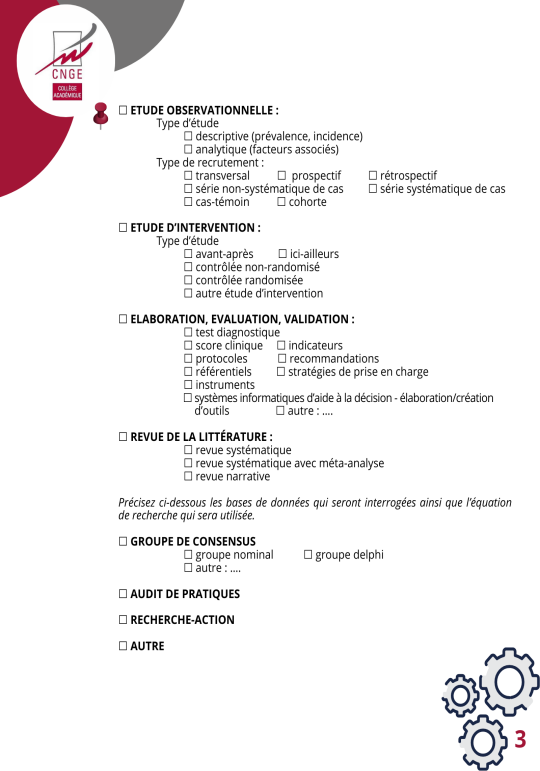 CNGE
COLLÈGE
ACADÉMIQUE
☐ ETUDE OBSERVATIONNELLE :
Type d’étude
☐ descriptive (prévalence, incidence)
☐ analytique (facteurs associés)
Type de recrutement :
☐ transversal ☐ prospectif ☐ rétrospectif
☐ série non-systématique de cas ☐ série systématique de cas
☐ cas-témoin ☐ cohorte
☐ ETUDE D’INTERVENTION :
Type d’étude
☐ avant-après ☐ ici-ailleurs
☐ contrôlée non-randomisé
☐ contrôlée randomisée
☐ autre étude d’intervention
☐ ELABORATION, EVALUATION, VALIDATION :
☐ test diagnostique
☐ score clinique ☐ indicateurs
☐ protocoles ☐ recommandations
☐ référentiels ☐ stratégies de prise en charge
☐ instruments
☐ systèmes informatiques d’aide à la décision - élaboration/création
d’outils ☐ autre : ....
☐ REVUE DE LA LITTÉRATURE :
☐ revue systématique
☐ revue systématique avec méta-analyse
☐ revue narrative
Précisez ci-dessous les bases de données qui seront interrogées ainsi que l’équation
de recherche qui sera utilisée.
☐ GROUPE DE CONSENSUS
☐ groupe nominal ☐ groupe delphi
☐ autre : ....
☐ AUDIT DE PRATIQUES
☐ RECHERCHE-ACTION
☐ AUTRE
3